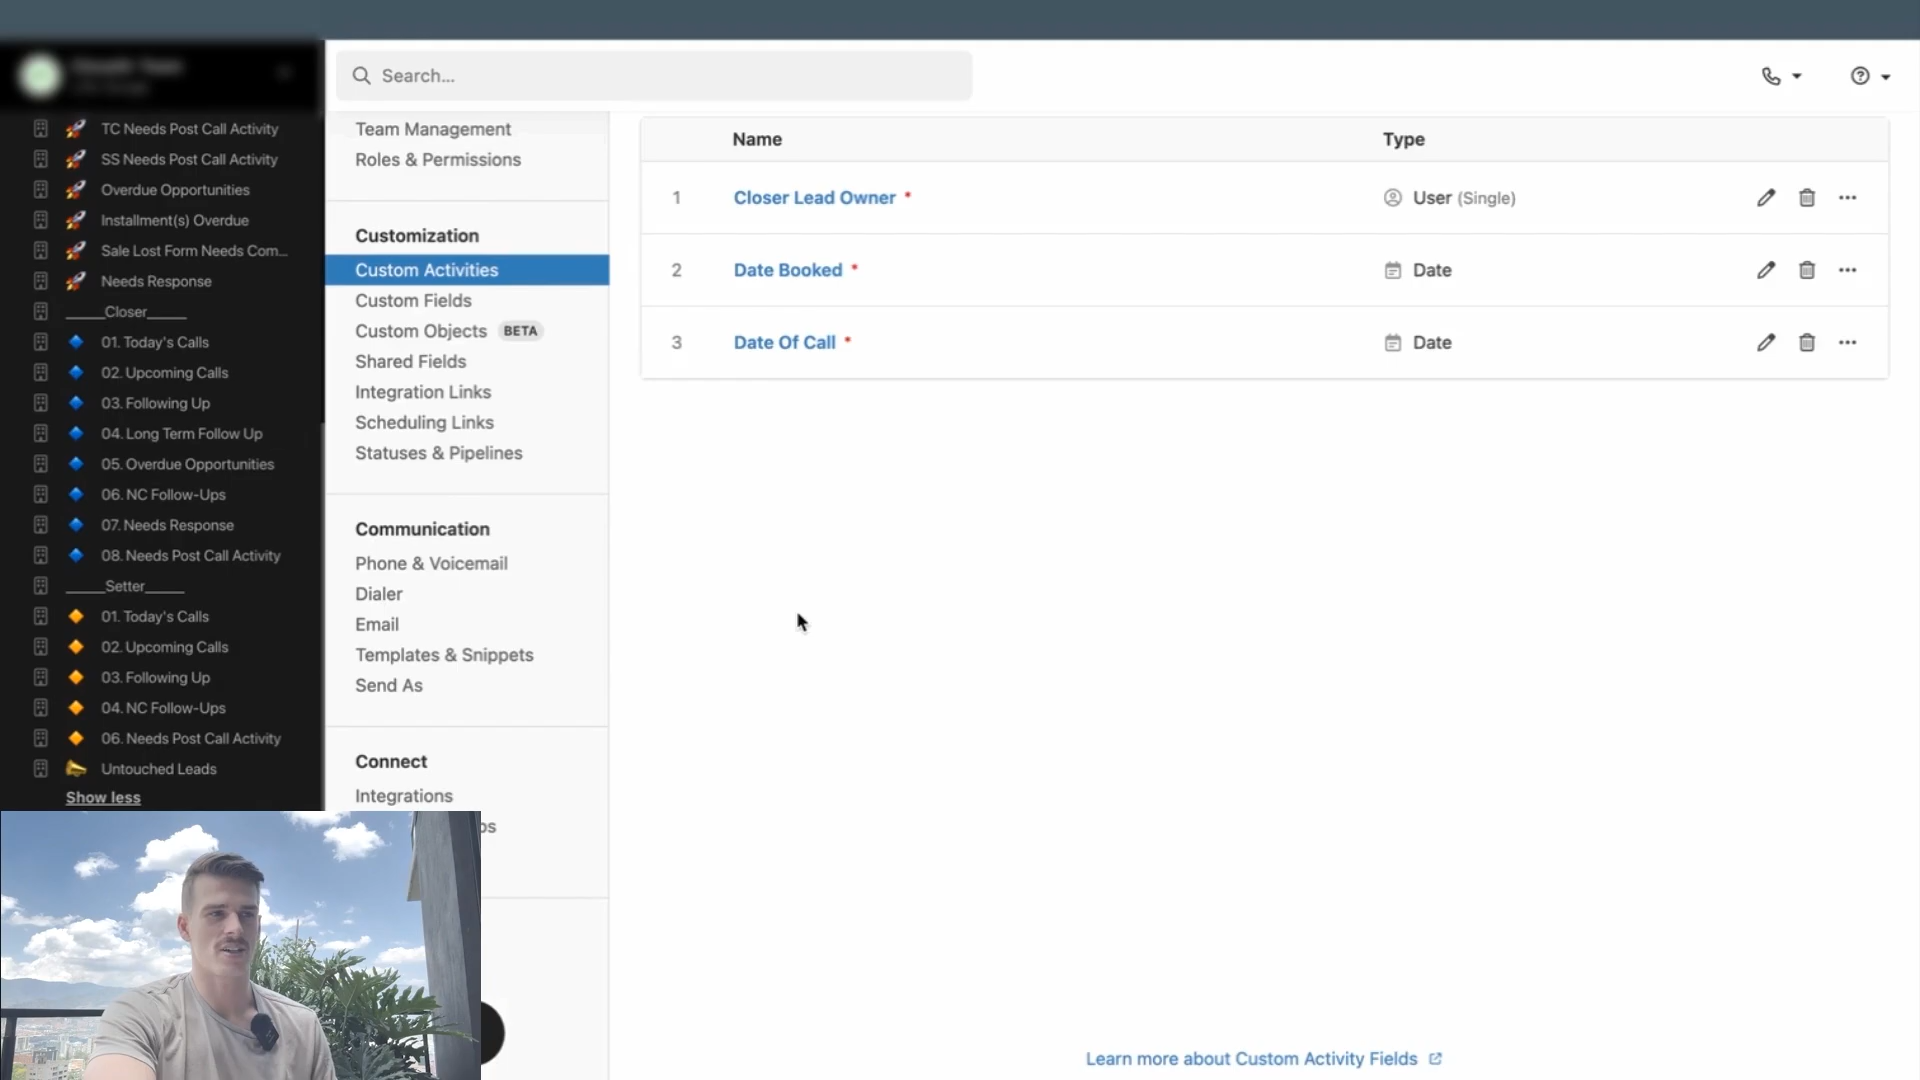 Search...
TC Needs Post Call Activity
SS Needs Post Call Activity
Overdue Opportunities
Installment(s) Overdue
Sale Lost Form Needs Com...
Needs Response
_____Closer_____
01. Today's Calls
02. Upcoming Calls
03. Following Up
04. Long Term Follow Up
05. Overdue Opportunities
06. NC Follow-Ups
07. Needs Response
08. Needs Post Call Activity
_____Setter_____
01. Today's Calls
02. Upcoming Calls
03. Following Up
04. NC Follow-Ups
06. Needs Post Call Activity
Untouched Leads
Show less
Team Management
Roles & Permissions
Customization
Custom Activities
Custom Fields
Custom Objects BETA
Shared Fields
Integration Links
Scheduling Links
Statuses & Pipelines
Communication
Phone & Voicemail
Dialer
Email
Templates & Snippets
Send As
Connect
Integrations
Name Type
1 Closer Lead Owner * User (Single)
2 Date Booked * Date
3 Date Of Call * Date
Learn more about Custom Activity Fields